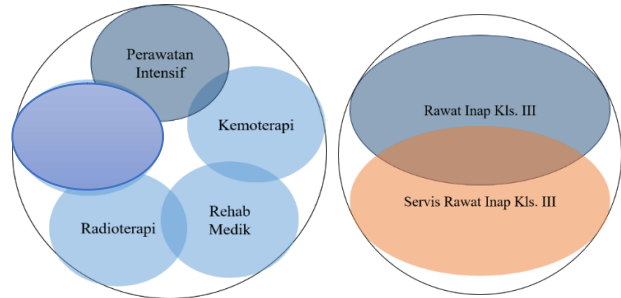 Perawatan
Intensif
Kemoterapi
Rehab
Medik
Radioterapi
Rawat Inap Kls. III
Servis Rawat Inap Kls. III